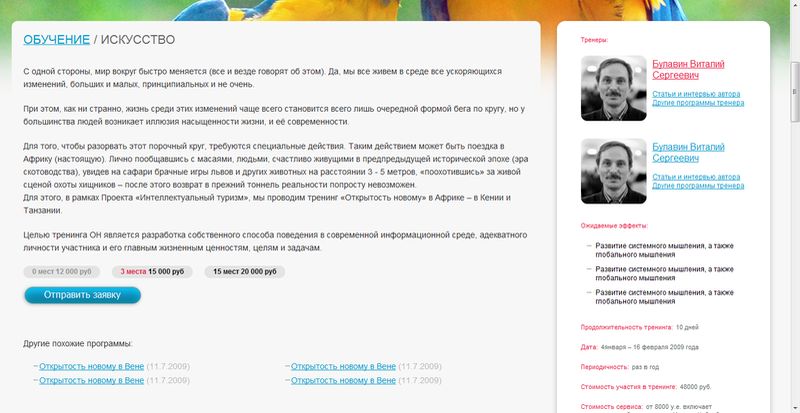 ОБУЧЕНИЕ / ИСКУССТВО
С одной стороны, мир вокруг быстро меняется (все и везде говорят об этом). Да, мы все живем в среде все ускоряющихся
изменений, больших и малых, принципиальных и не очень.
При этом, как ни странно, жизнь среди этих изменений чаще всего становится всего лишь очередной формой бега по кругу, но у
большинства людей возникает иллюзия насыщенности жизни, и её современности.
Для того, чтобы разорвать этот порочный круг, требуются специальные действия. Таким действием может быть поездка в
Африку (настоящую). Лично пообщавшись с масаями, людьми, счастливо живущими в предпредыдущей исторической эпохе (эра
скотоводства), увидев на сафари брачные игры львов и других животных на расстоянии 3 - 5 метров, «поохотившись» за живой
сценой охоты хищников – после этого возврат в прежний тоннель реальности попросту невозможен.
Для этого, в рамках Проекта «Интеллектуальный туризм», мы проводим тренинг «Открытость новому» в Африке – в Кении и
Танзании.
Целью тренинга ОН является разработка собственного способа поведения в современной информационной среде, адекватного
личности участника и его главным жизненным ценностям, целям и задачам.
0 мест 12 000 руб
3 места 15 000 руб
15 мест 20 000 руб
Отправить заявку
Другие похожие программы:
Открытость новому в Вене (11.7.2009)
Открытость новому в Вене (11.7.2009)
Открытость новому в Вене (11.7.2009)
Открытость новому в Вене (11.7.2009)
Тренеры:
Булавин Виталий
Сергеевич
Статьи и интервью автора
Другие программы тренера
Булавин Виталий
Сергеевич
Статьи и интервью автора
Другие программы тренера
Ожидаемые эффекты:
– Развитие системного мышления, а также
глобального мышления
– Развитие системного мышления, а также
глобального мышления
– Развитие системного мышления, а также
глобального мышления
Продолжительность тренинга: 10 дней
Дата: 4января – 16 февраля 2009 года
Периодичность: раз в год
Стоимость участия в тренинге: 48000 руб.
Стоимость сервиса: от 8000 у.е. включает